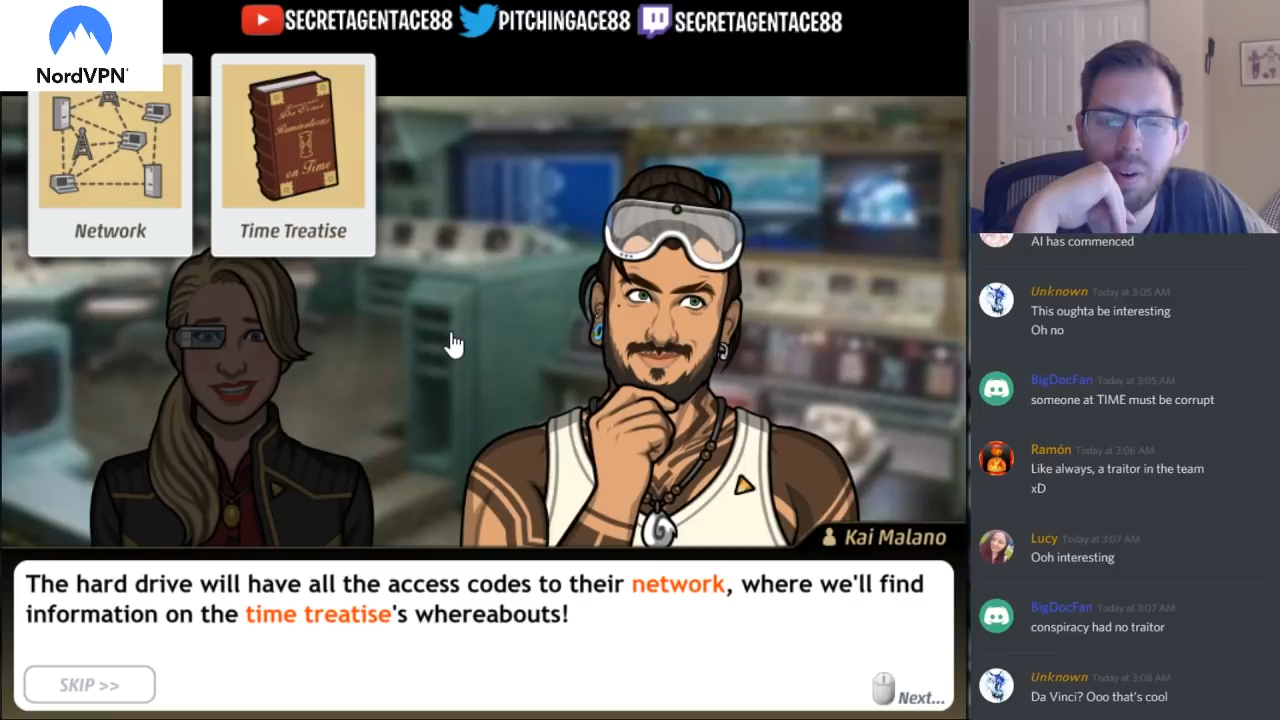 SECRETAGENTACE88 PITCHINGACE88 SECRETAGENTACE88
NordVPN®
Ruminations
on Time
Network
Time Treatise
Kai Malano
The hard drive will have all the access codes to their network, where we'll find
information on the time treatise's whereabouts!
SKIP >>
Next...
AI has commenced
Unknown Today at 3:05 AM
This oughta be interesting
Oh no
BigDocFan Today at 3:05 AM
someone at TIME must be corrupt
Ramón Today at 3:06 AM
Like always, a traitor in the team
xD
Lucy Today at 3:07 AM
Ooh interesting
BigDocFan Today at 3:07 AM
conspiracy had no traitor
Unknown Today at 3:08 AM
Da Vinci? Ooo that's cool